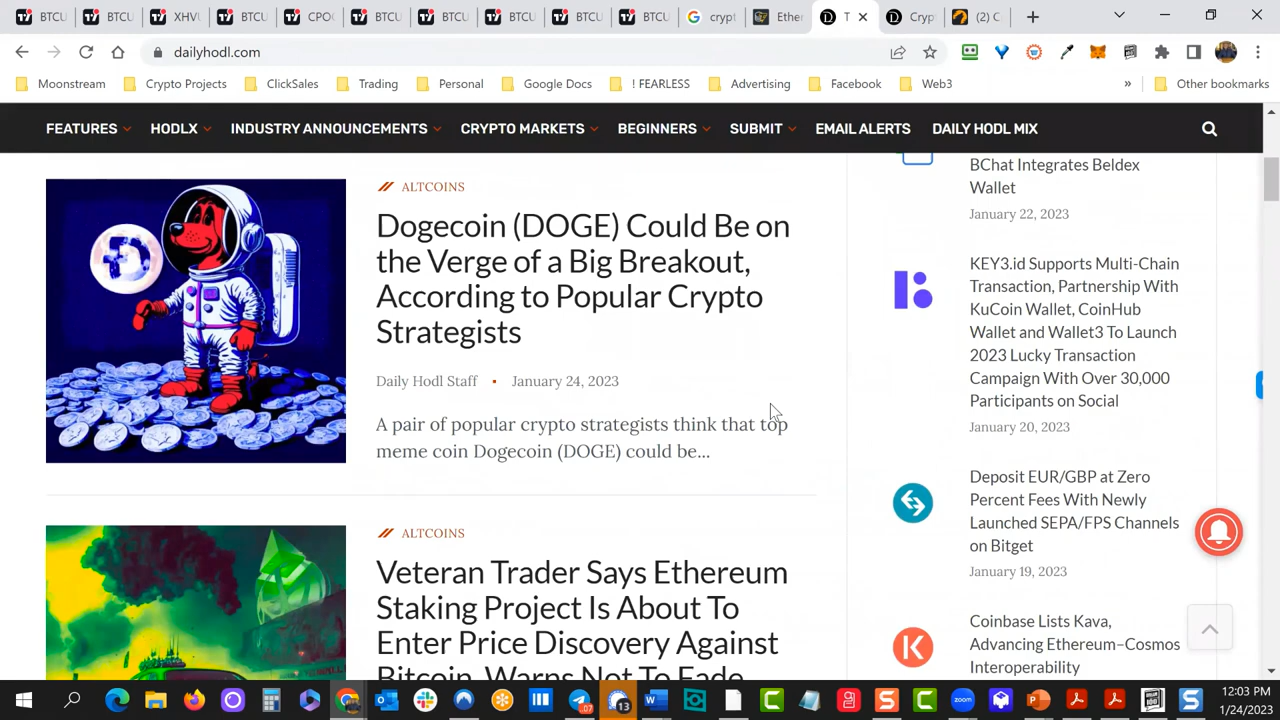 BTCU
BTCU
XHVU
BTCU
CPOO
BTCU
BTCU
BTCU
BTCU
BTCU
crypt
Ether
T
Cryp
(2) C
dailyhodl.com
Moonstream
Crypto Projects
ClickSales
Trading
Personal
Google Docs
! FEARLESS
Advertising
Facebook
Web3
»
Other bookmarks
FEATURES
HODLX
INDUSTRY ANNOUNCEMENTS
CRYPTO MARKETS
BEGINNERS
SUBMIT
EMAIL ALERTS
DAILY HODL MIX
ALTCOINS
Dogecoin (DOGE) Could Be on
the Verge of a Big Breakout,
According to Popular Crypto
Strategists
Daily Hodl Staff ▪ January 24, 2023
A pair of popular crypto strategists think that top
meme coin Dogecoin (DOGE) could be...
ALTCOINS
Veteran Trader Says Ethereum
Staking Project Is About To
Enter Price Discovery Against
Bitcoin, Warns Not To Fade
BChat Integrates Beldex
Wallet
January 22, 2023
KEY3.id Supports Multi-Chain
Transaction, Partnership With
KuCoin Wallet, CoinHub
Wallet and Wallet3 To Launch
2023 Lucky Transaction
Campaign With Over 30,000
Participants on Social
January 20, 2023
Deposit EUR/GBP at Zero
Percent Fees With Newly
Launched SEPA/FPS Channels
on Bitget
January 19, 2023
Coinbase Lists Kava,
Advancing Ethereum–Cosmos
Interoperability
13
12:03 PM
1/24/2023